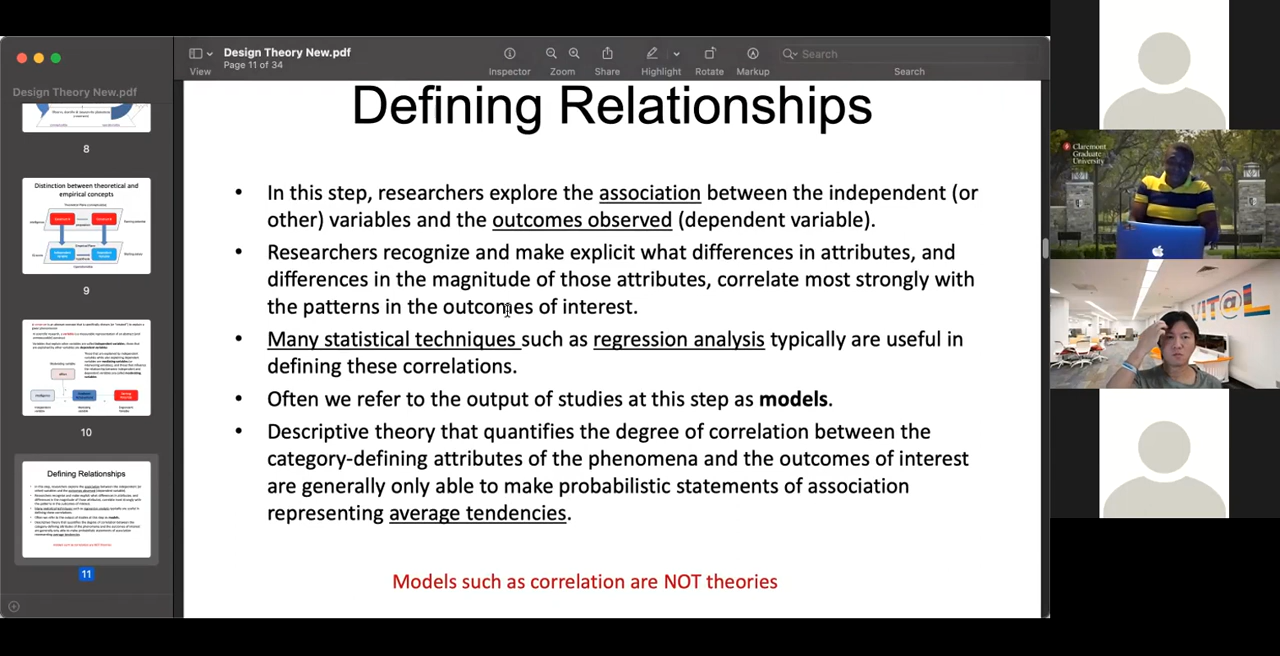 Design Theory New.pdf
Page 11 of 34
View
Inspector
Zoom
Share
Highlight
Rotate
Markup
Search
Search
Design Theory New.pdf
8
Distinction between theoretical and
empirical concepts
9
10
Defining Relationships
11
Defining Relationships
• In this step, researchers explore the association between the independent (or
other) variables and the outcomes observed (dependent variable).
• Researchers recognize and make explicit what differences in attributes, and
differences in the magnitude of those attributes, correlate most strongly with
the patterns in the outcomes of interest.
• Many statistical techniques such as regression analysis typically are useful in
defining these correlations.
• Often we refer to the output of studies at this step as models.
• Descriptive theory that quantifies the degree of correlation between the
category-defining attributes of the phenomena and the outcomes of interest
are generally only able to make probabilistic statements of association
representing average tendencies.
Models such as correlation are NOT theories
Claremont
Graduate
University
VIT@L